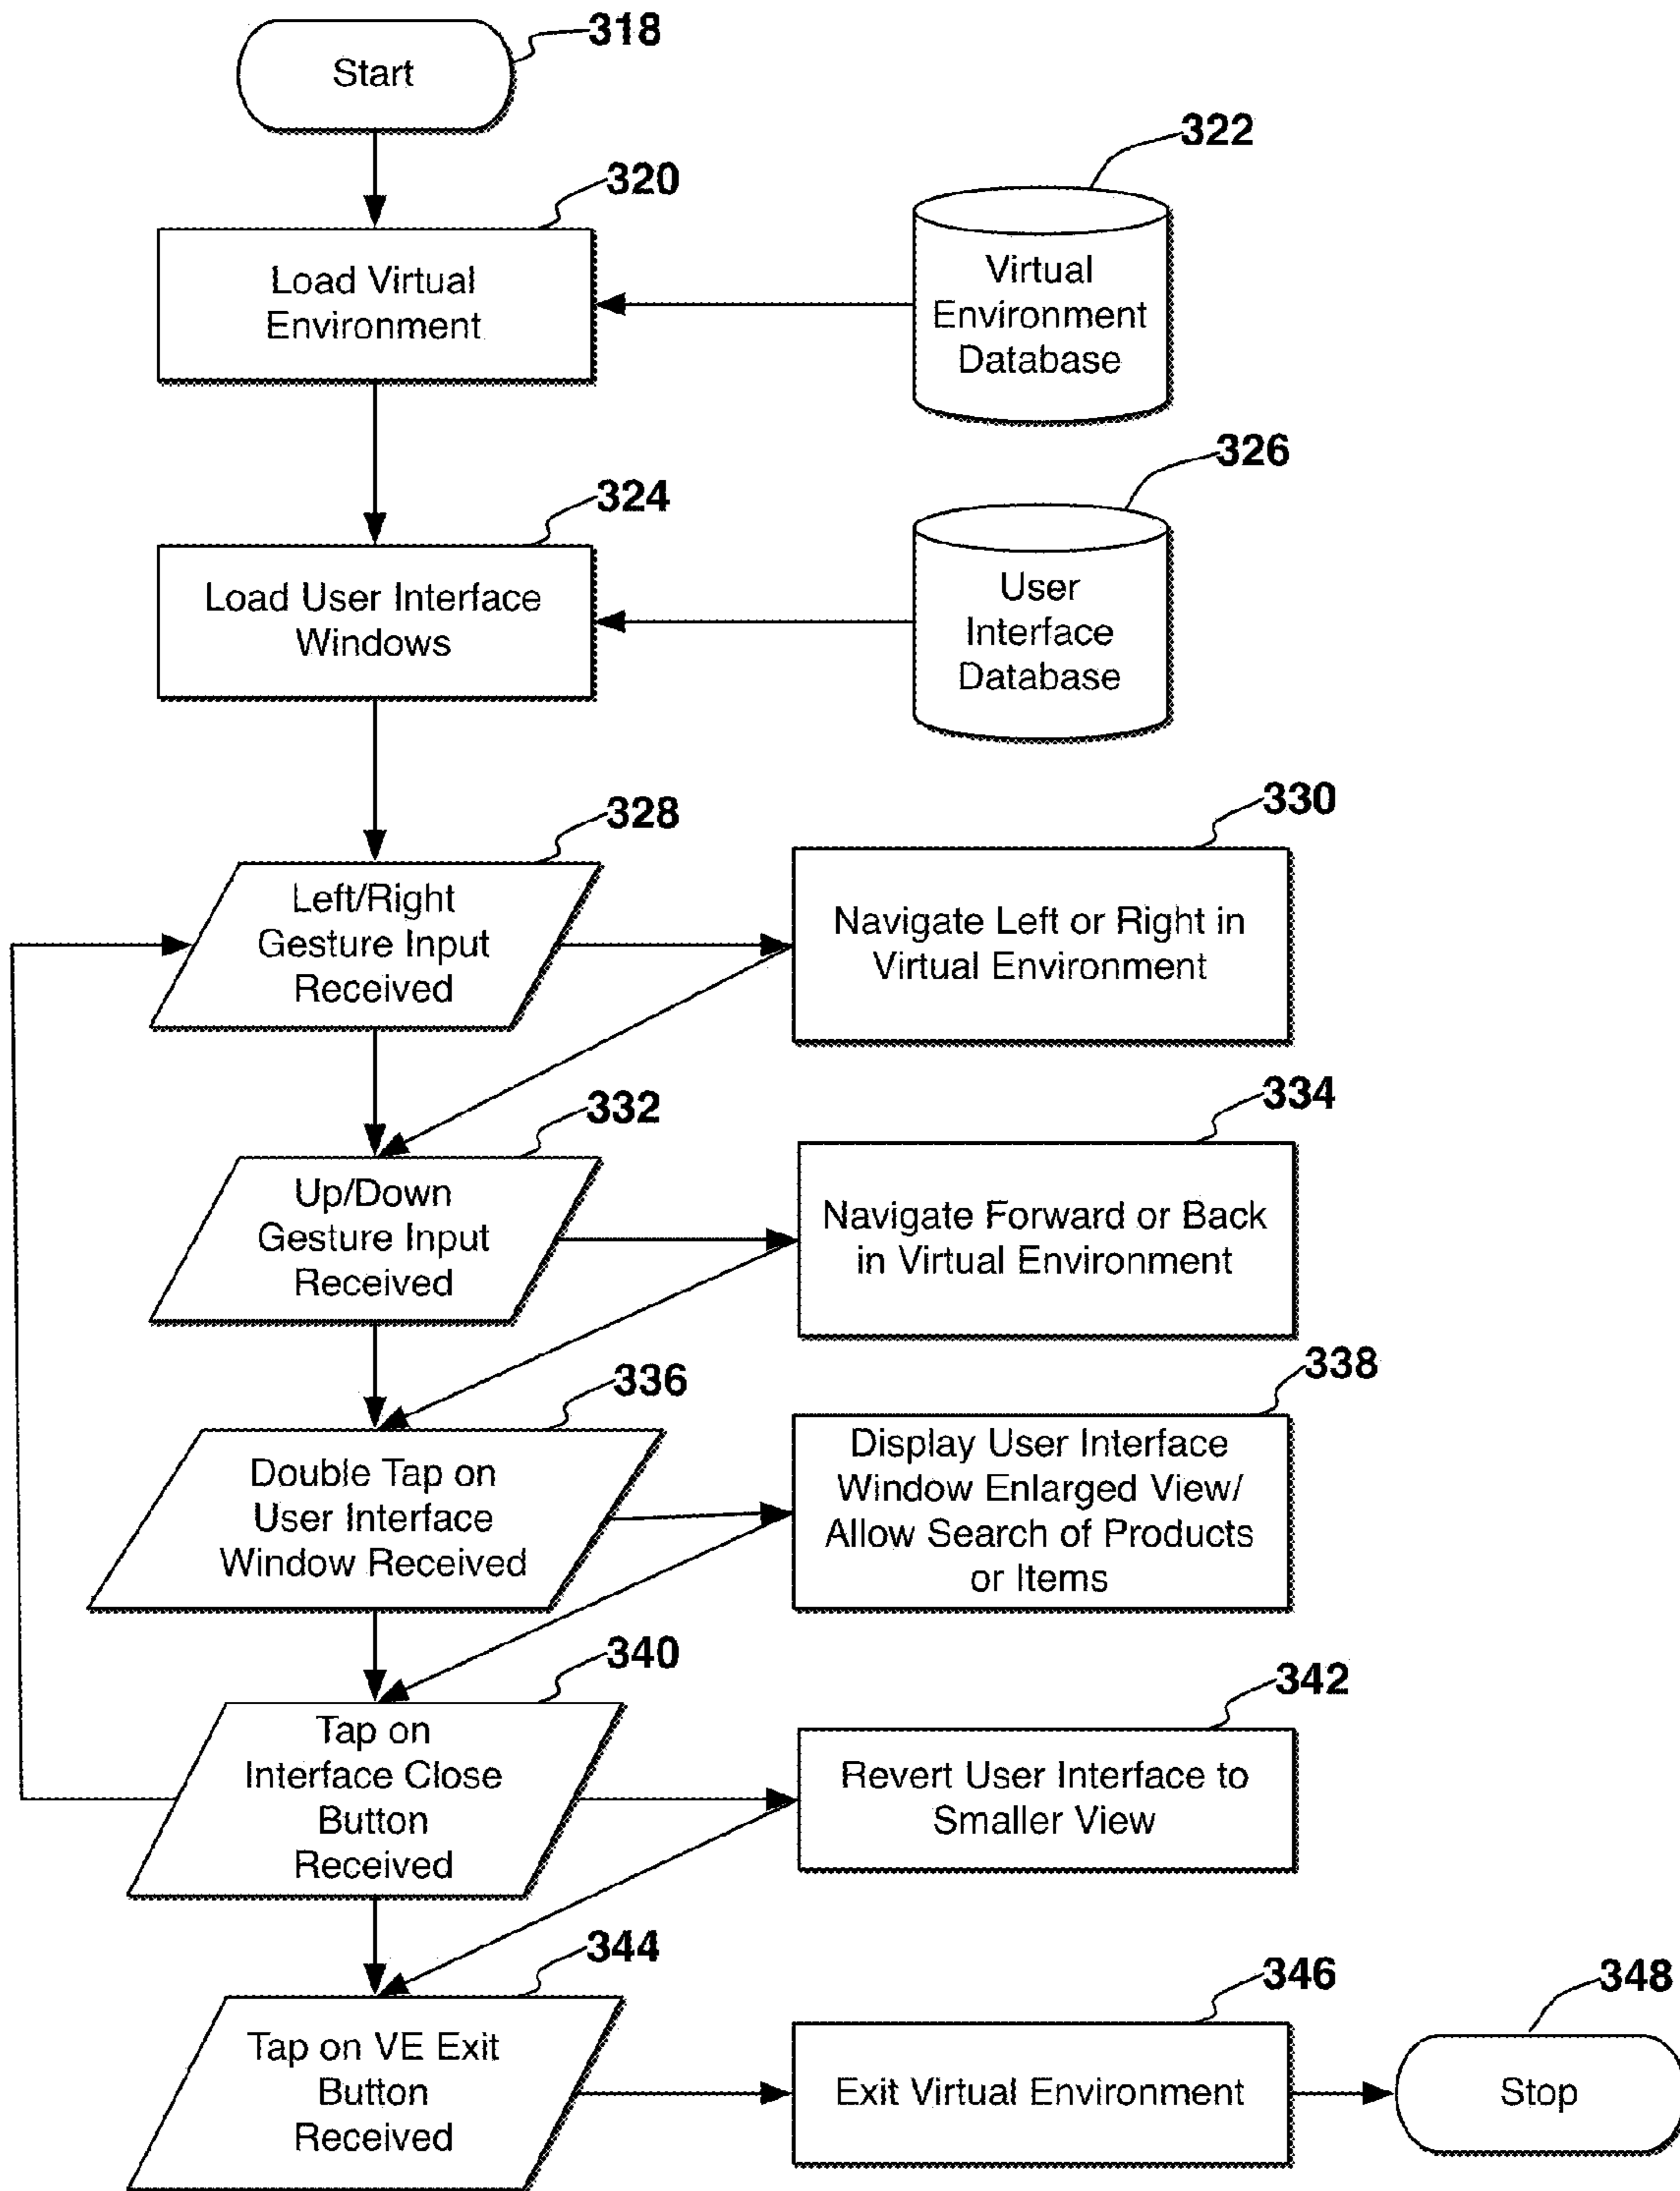 318
Start
322
320
Load Virtual
Environment
Virtual
Environment
Database
326
324
Load User Interface
Windows
User
Interface
Database
328
330
Left/Right
Gesture Input
Received
Navigate Left or Right in
Virtual Environment
332
334
Up/Down
Gesture Input
Received
Navigate Forward or Back
in Virtual Environment
336
338
Double Tap on
User Interface
Window Received
Display User Interface
Window Enlarged View/
Allow Search of Products
or Items
340
342
Tap on
Interface Close
Button
Received
Revert User Interface to
Smaller View
344
346
348
Tap on VE Exit
Button
Received
Exit Virtual Environment
Stop